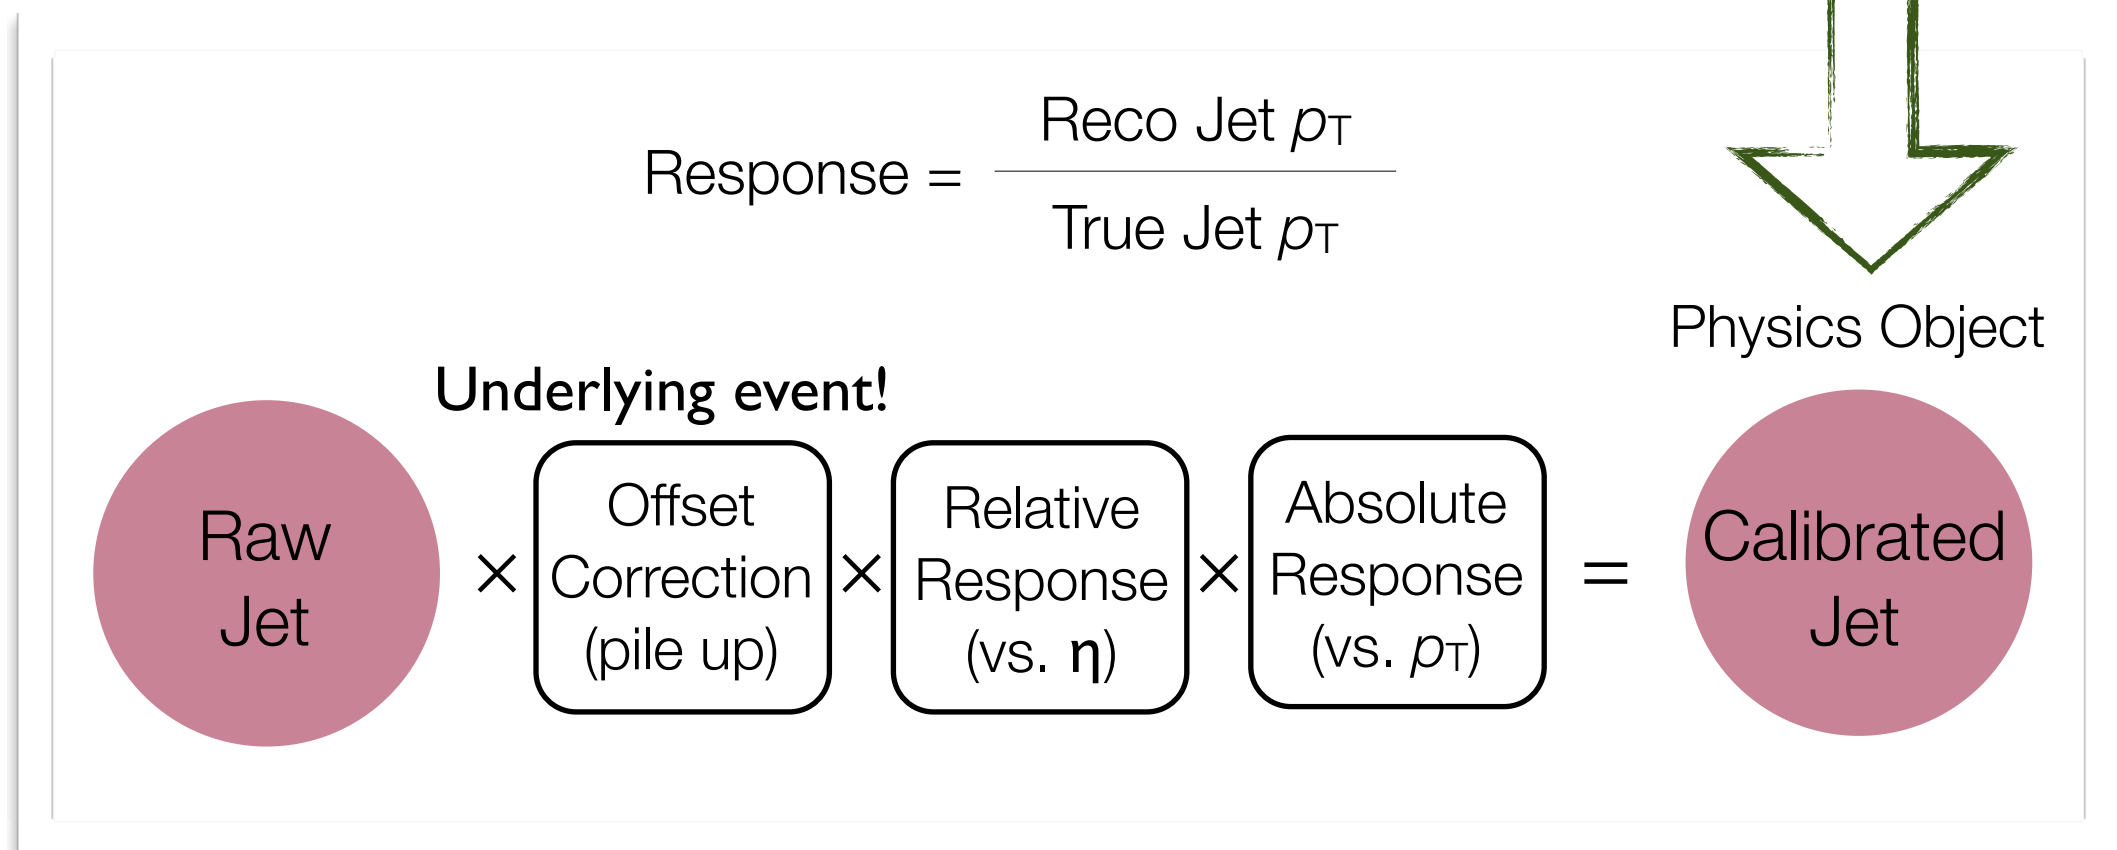 Reco Jet pT
Response =
True Jet pT
Physics Object
Underlying event!
Raw
Jet
×
Offset
Correction
(pile up)
×
Relative
Response
(vs. η)
×
Absolute
Response
(vs. pT)
=
Calibrated
Jet